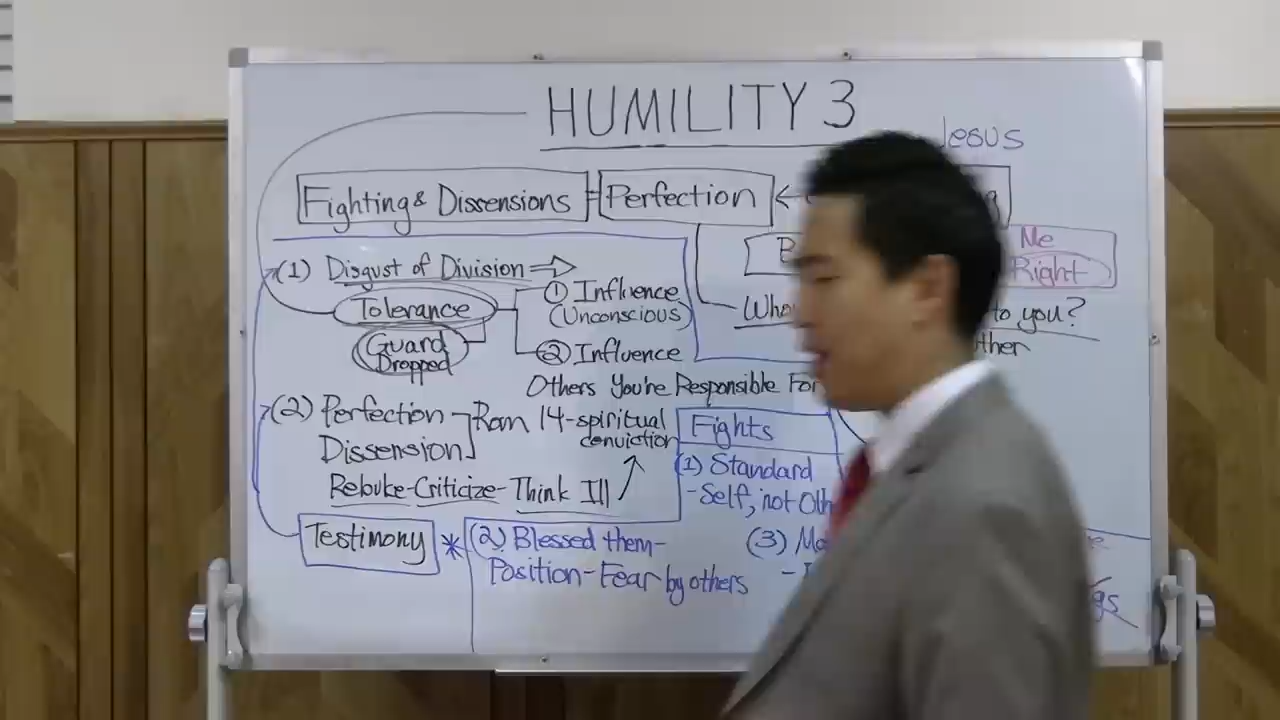 HUMILITY 3
Jesus
Fighting & Dissensions
Perfection
Me
Right
(1) Disgust of Division
① Influence
(Unconscious)
Tolerance
Guard
Dropped
② Influence
Others You're Responsible For
to you?
(2) Perfection
Dissension
Rom 14-spiritual
conviction
Rebuke-Criticize-Think Ill
Fights
(1) Standard
-Self, not
Testimony *
(2) Blessed them-
Position-Fear by others
(3)